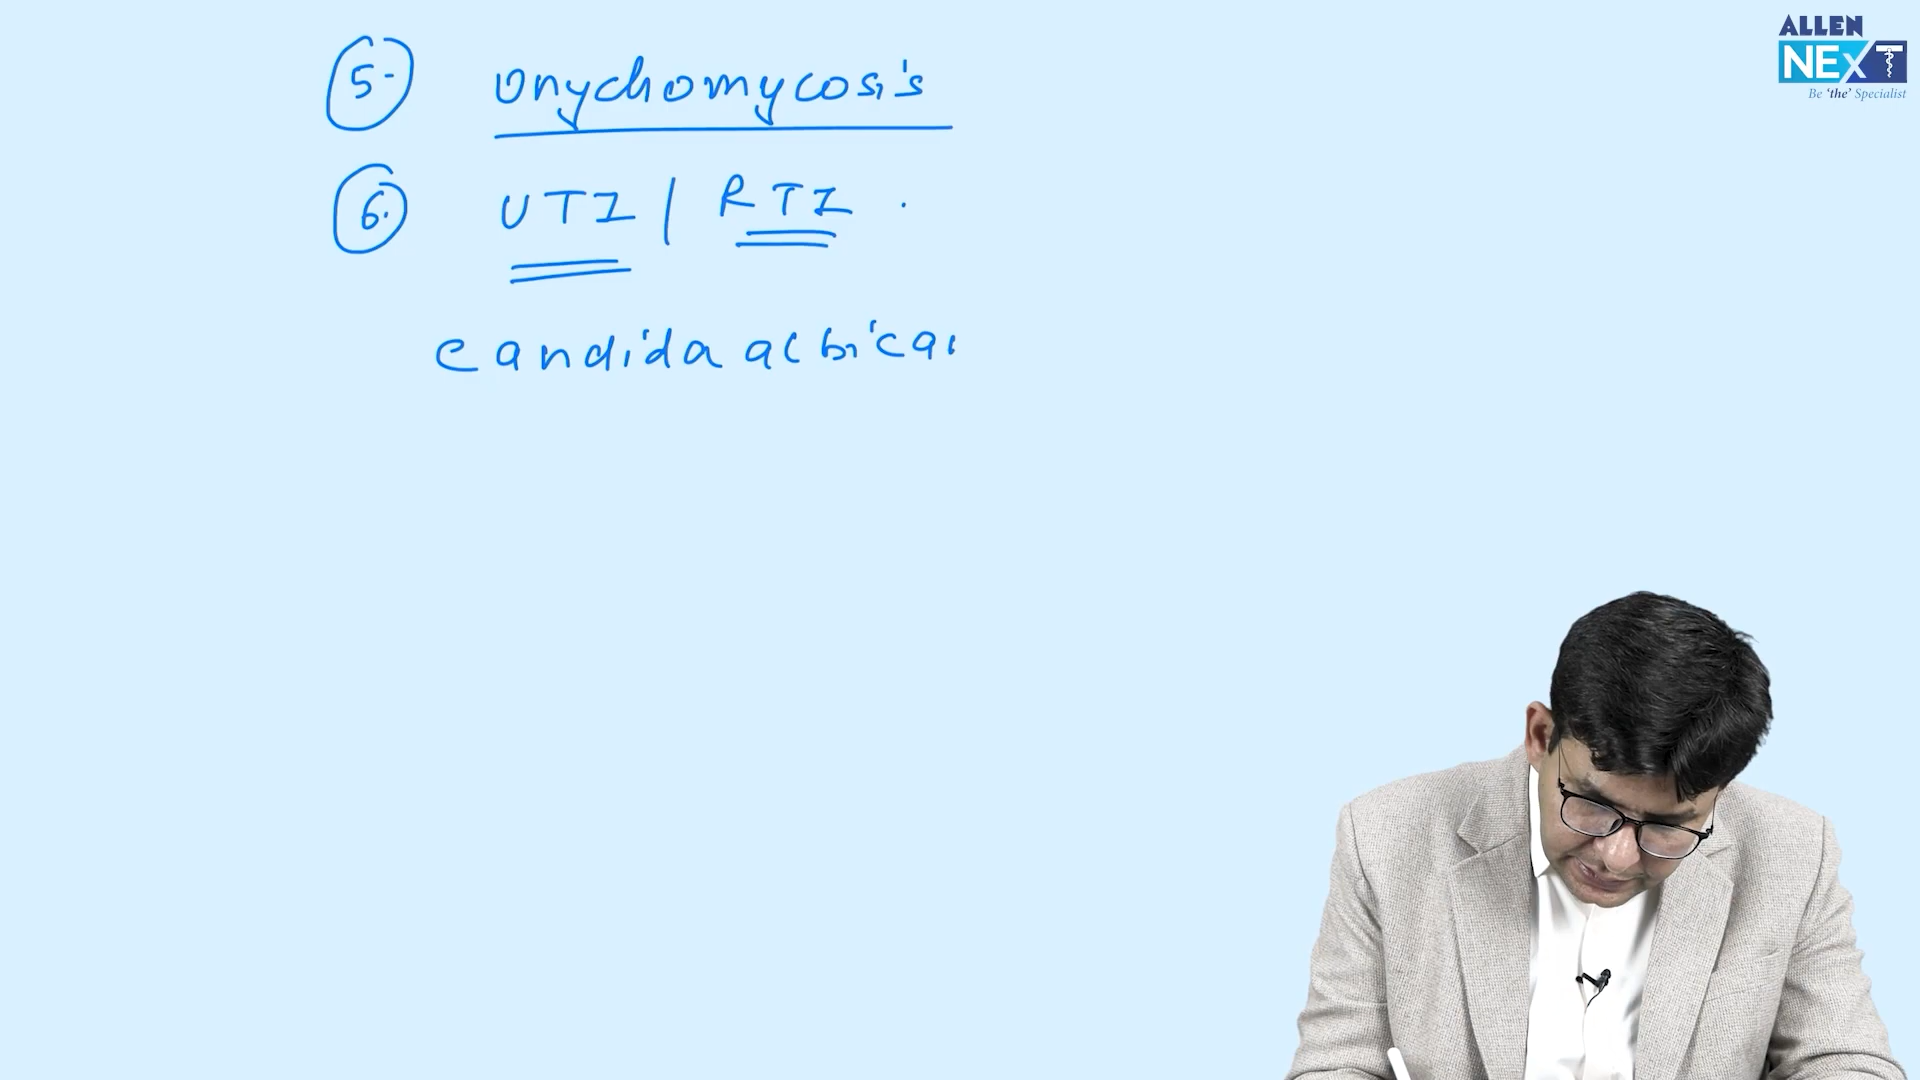 5. Onychomycosis
6. UTI / RTI .
candida albica
ALLEN
NEXT
Be 'the' Specialist